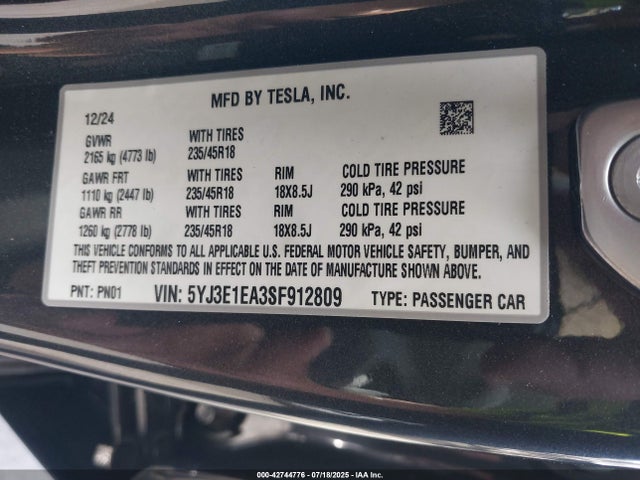 MFD BY TESLA, INC.
12/24
GVWR WITH TIRES
2165 kg (4773 lb) 235/45R18
GAWR FRT WITH TIRES RIM COLD TIRE PRESSURE
1110 kg (2447 lb) 235/45R18 18X8.5J 290 kPa, 42 psi
GAWR RR WITH TIRES RIM COLD TIRE PRESSURE
1260 kg (2778 lb) 235/45R18 18X8.5J 290 kPa, 42 psi
THIS VEHICLE CONFORMS TO ALL APPLICABLE U.S. FEDERAL MOTOR VEHICLE SAFETY, BUMPER, AND
THEFT PREVENTION STANDARDS IN EFFECT ON THE DATE OF MANUFACTURE SHOWN ABOVE.
PNT: PN01 VIN: 5YJ3E1EA3SF912809 TYPE: PASSENGER CAR
000-42744776 - 07/18/2025 - IAA Inc.